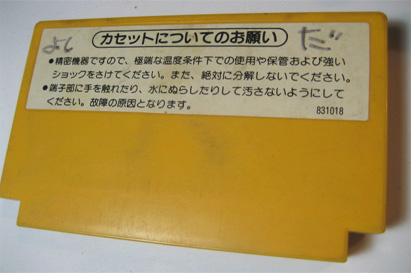 よし だ
カセットについてのお願い
●精密機器ですので、極端な温度条件下での使用や保管および強い
ショックをさけてください。また、絶対に分解しないでください。
●端子部に手を触れたり、水にぬらしたりして汚さないようにして
ください。故障の原因となります。
831018